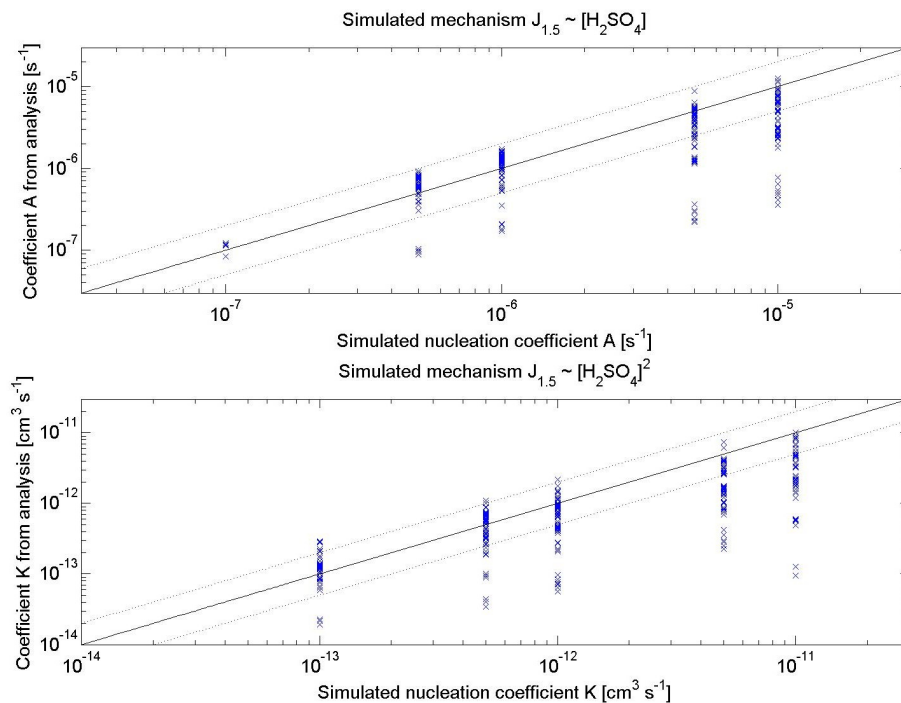 Simulated mechanism J₁.₅ ~ [H₂SO₄]
Coefficient A from analysis [s⁻¹]
10⁻⁵
10⁻⁶
10⁻⁷
10⁻⁷ 10⁻⁶ 10⁻⁵
Simulated nucleation coefficient A [s⁻¹]
Simulated mechanism J₁.₅ ~ [H₂SO₄]²
Coefficient K from analysis [cm³ s⁻¹]
10⁻¹¹
10⁻¹²
10⁻¹³
10⁻¹⁴
10⁻¹⁴ 10⁻¹³ 10⁻¹² 10⁻¹¹
Simulated nucleation coefficient K [cm³ s⁻¹]